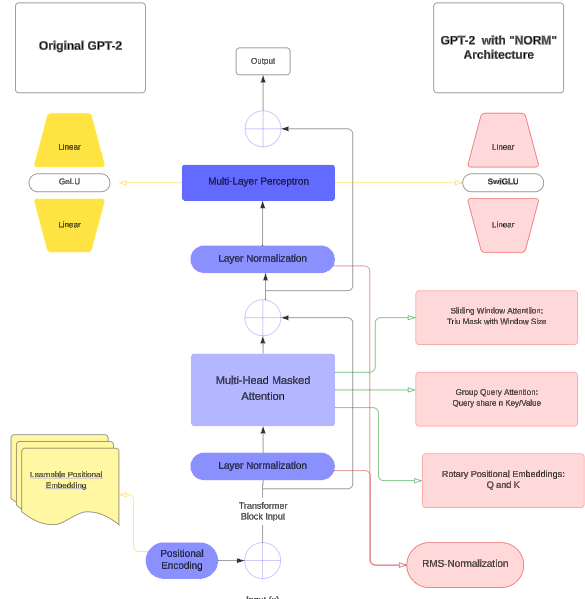 Original GPT-2
GPT-2 with "NORM"
Architecture
Output
Linear
GeLU
Linear
Multi-Layer Perceptron
Linear
SwiGLU
Linear
Layer Normalization
Sliding Window Attention:
Triu Mask with Window Size
Multi-Head Masked
Attention
Group Query Attention:
Query share n Key/Value
Layer Normalization
Learnable Positional
Embedding
Rotary Positional Embeddings:
Q and K
Transformer
Block Input
Positional
Encoding
RMS-Normalization